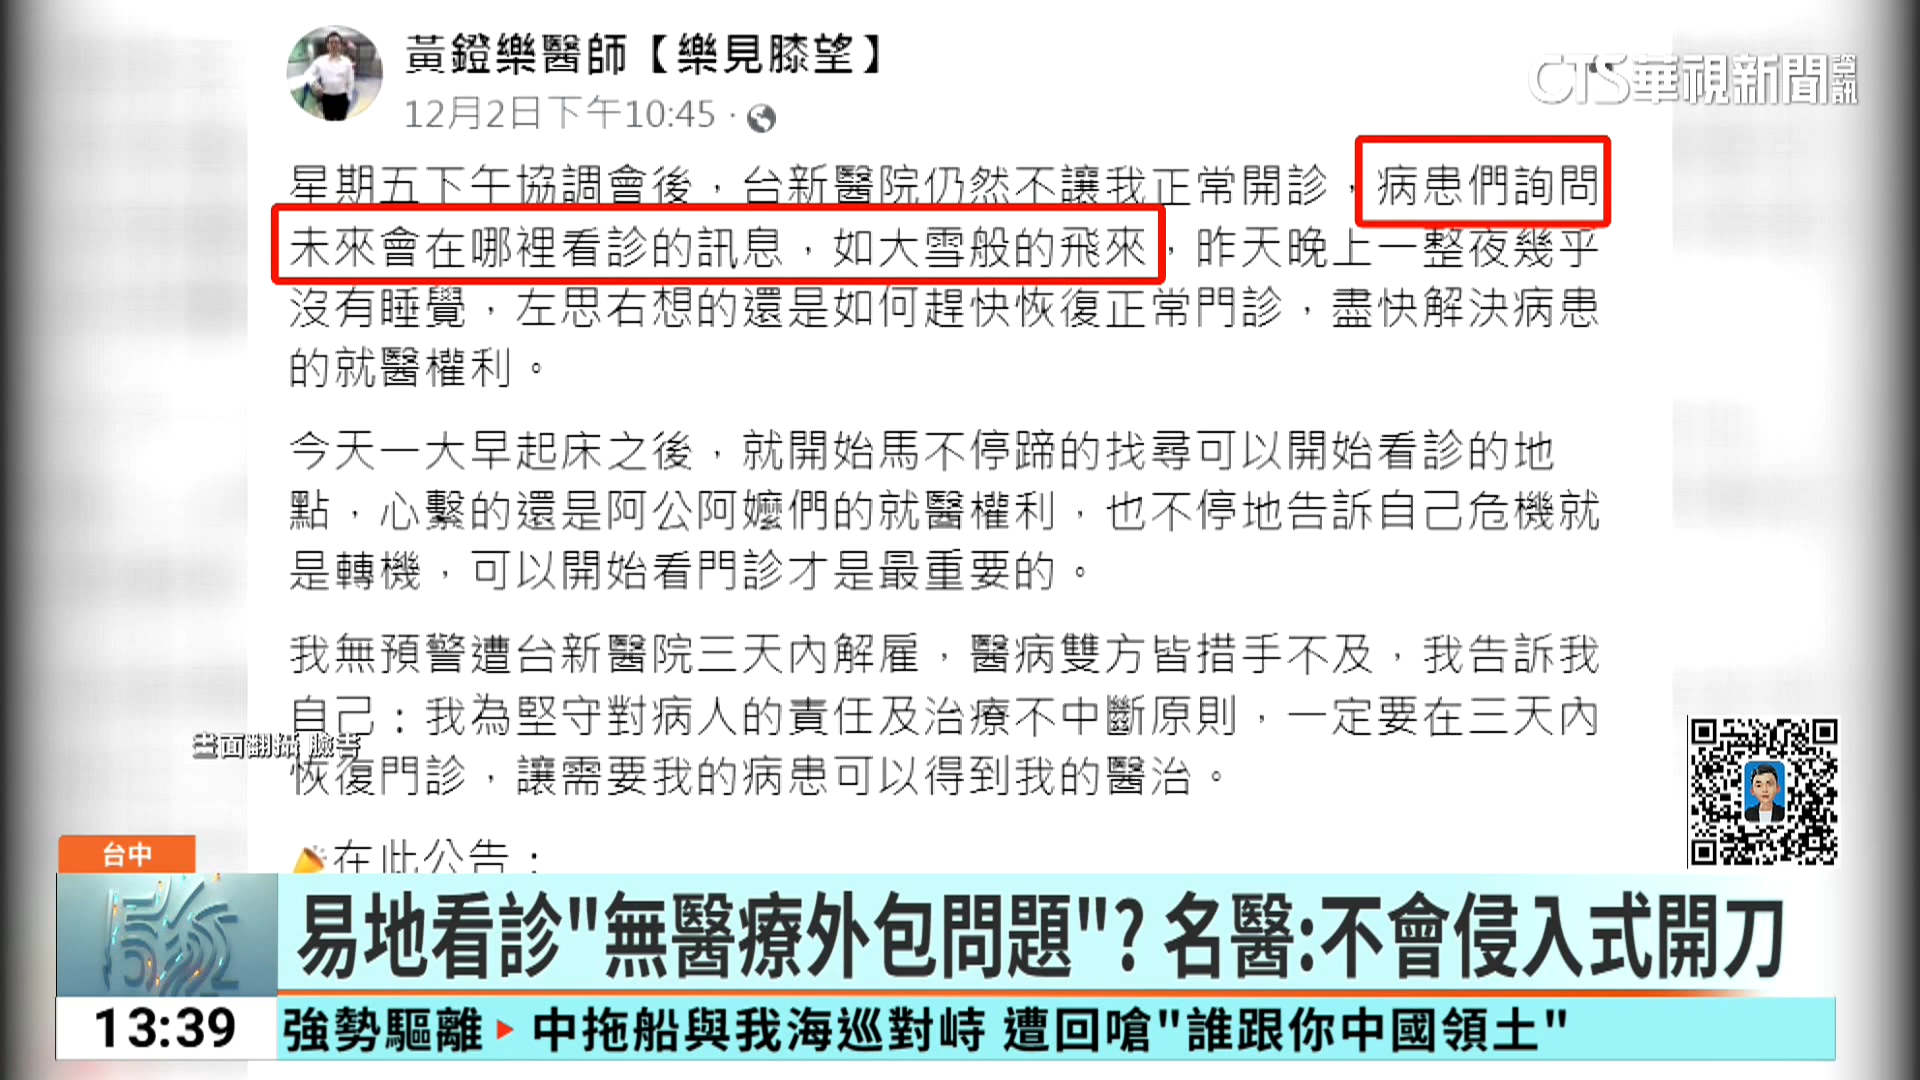 黃鐙樂醫師【樂見膝望】
12月2日下午10:45
CTS華視新聞資訊
星期五下午協調會後，台新醫院仍然不讓我正常開診，病患們詢問
未來會在哪裡看診的訊息，如大雪般的飛來，昨天晚上一整夜幾乎
沒有睡覺，左思右想的還是如何趕快恢復正常門診，盡快解決病患
的就醫權利。
今天一大早起床之後，就開始馬不停蹄的找尋可以開始看診的地
點，心繫的還是阿公阿嬤們的就醫權利，也不停地告訴自己危機就
是轉機，可以開始看門診才是最重要的。
我無預警遭台新醫院三天內解雇，醫病雙方皆措手不及，我告訴我
自己：我為堅守對病人的責任及治療不中斷原則，一定要在三天內
恢復門診，讓需要我的病患可以得到我的醫治。
畫面翻攝 臉書
在此公告：
台中
易地看診"無醫療外包問題"？名醫:不會侵入式開刀
13:39
強勢驅離▶中拖船與我海巡對峙 遭回嗆"誰跟你中國領土"